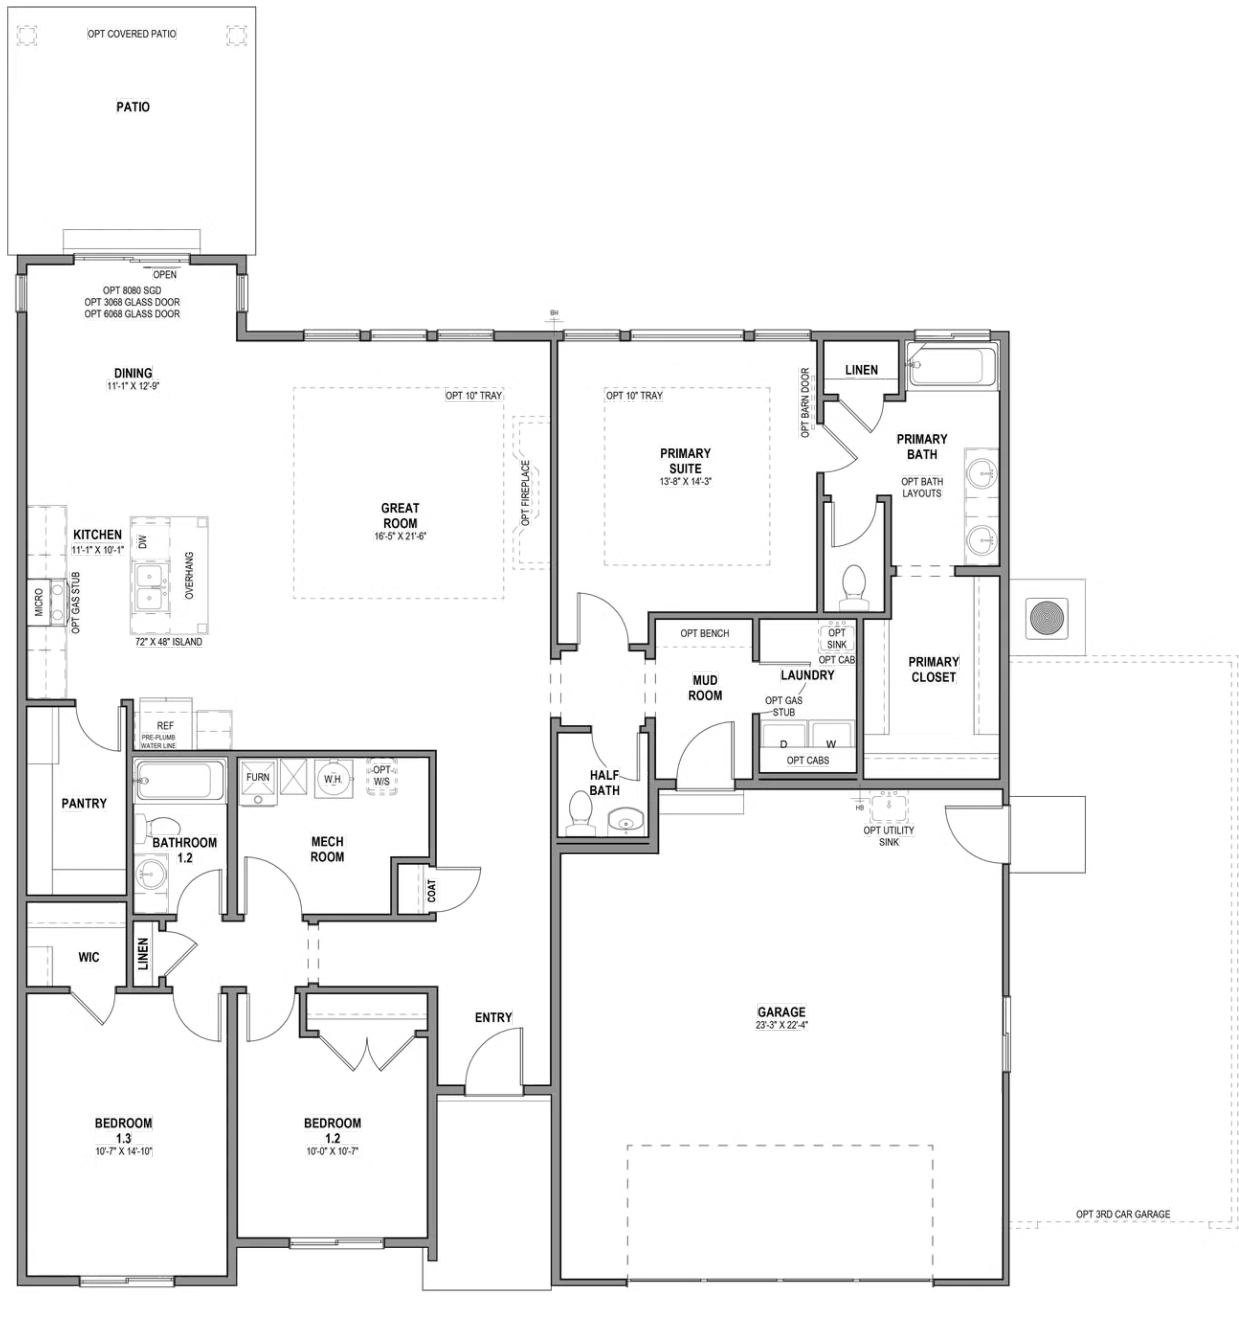 OPT COVERED PATIO
PATIO
OPEN
OPT 8080 SGD
OPT 3068 GLASS DOOR
OPT 6068 GLASS DOOR
DINING
11'-1" X 12'-9"
BH
OPT 10" TRAY
OPT FIREPLACE
GREAT
ROOM
16'-5" X 21'-6"
OPT 10" TRAY
PRIMARY
SUITE
13'-8" X 14'-3"
OPT BARN DOOR
LINEN
PRIMARY
BATH
OPT BATH
LAYOUTS
KITCHEN
11'-1" X 10'-1"
DW
OVERHANG
MICRO
OPT GAS STUB
72" X 48" ISLAND
REF
PRE-PLUMB
WATER LINE
OPT BENCH
MUD
ROOM
OPT
SINK
OPT CAB
LAUNDRY
OPT GAS
STUB
D
W
OPT CABS
PRIMARY
CLOSET
PANTRY
BATHROOM
1.2
FURN
W.H.
OPT
W/S
MECH
ROOM
COAT
HALF
BATH
HB
OPT UTILITY
SINK
WIC
LINEN
ENTRY
GARAGE
23'-3" X 22'-4"
BEDROOM
1.3
10'-7" X 14'-10"
BEDROOM
1.2
10'-0" X 10'-7"
OPT 3RD CAR GARAGE